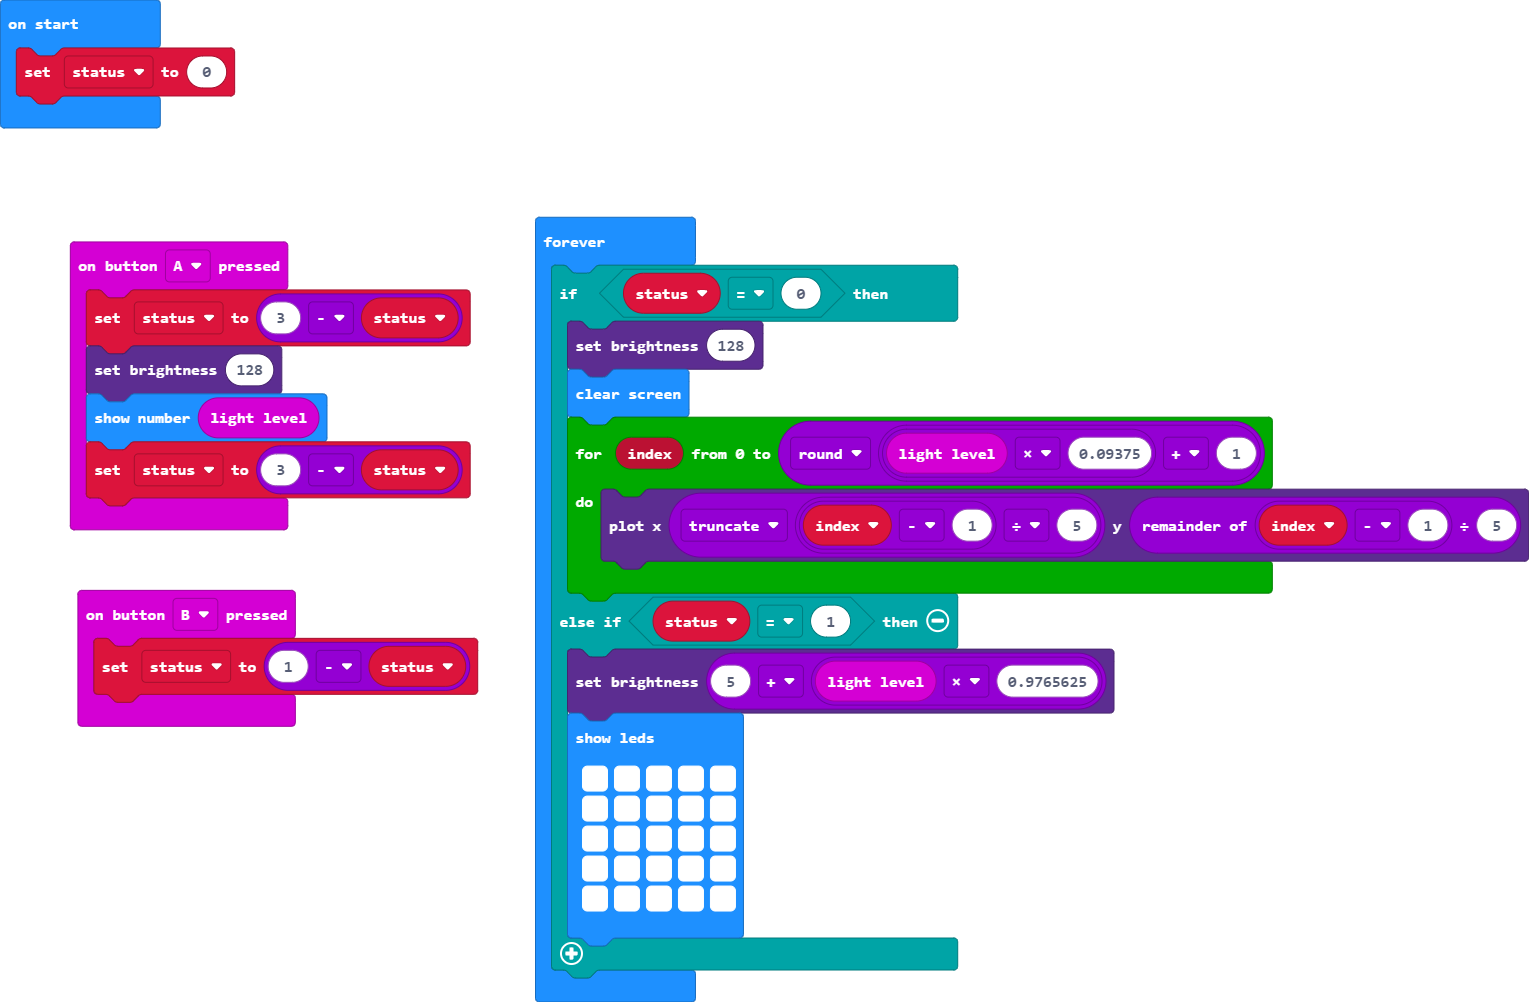 on start
set status to 0
on button A pressed
set status to 3 - status
set brightness 128
show number light level
set status to 3 - status
on button B pressed
set status to 1 - status
forever
if status = 0 then
set brightness 128
clear screen
for index from 0 to round light level × 0.09375 + 1
do
plot x truncate index - 1 ÷ 5 y remainder of index - 1 ÷ 5
else if status = 1 then
set brightness 5 + light level × 0.9765625
show leds